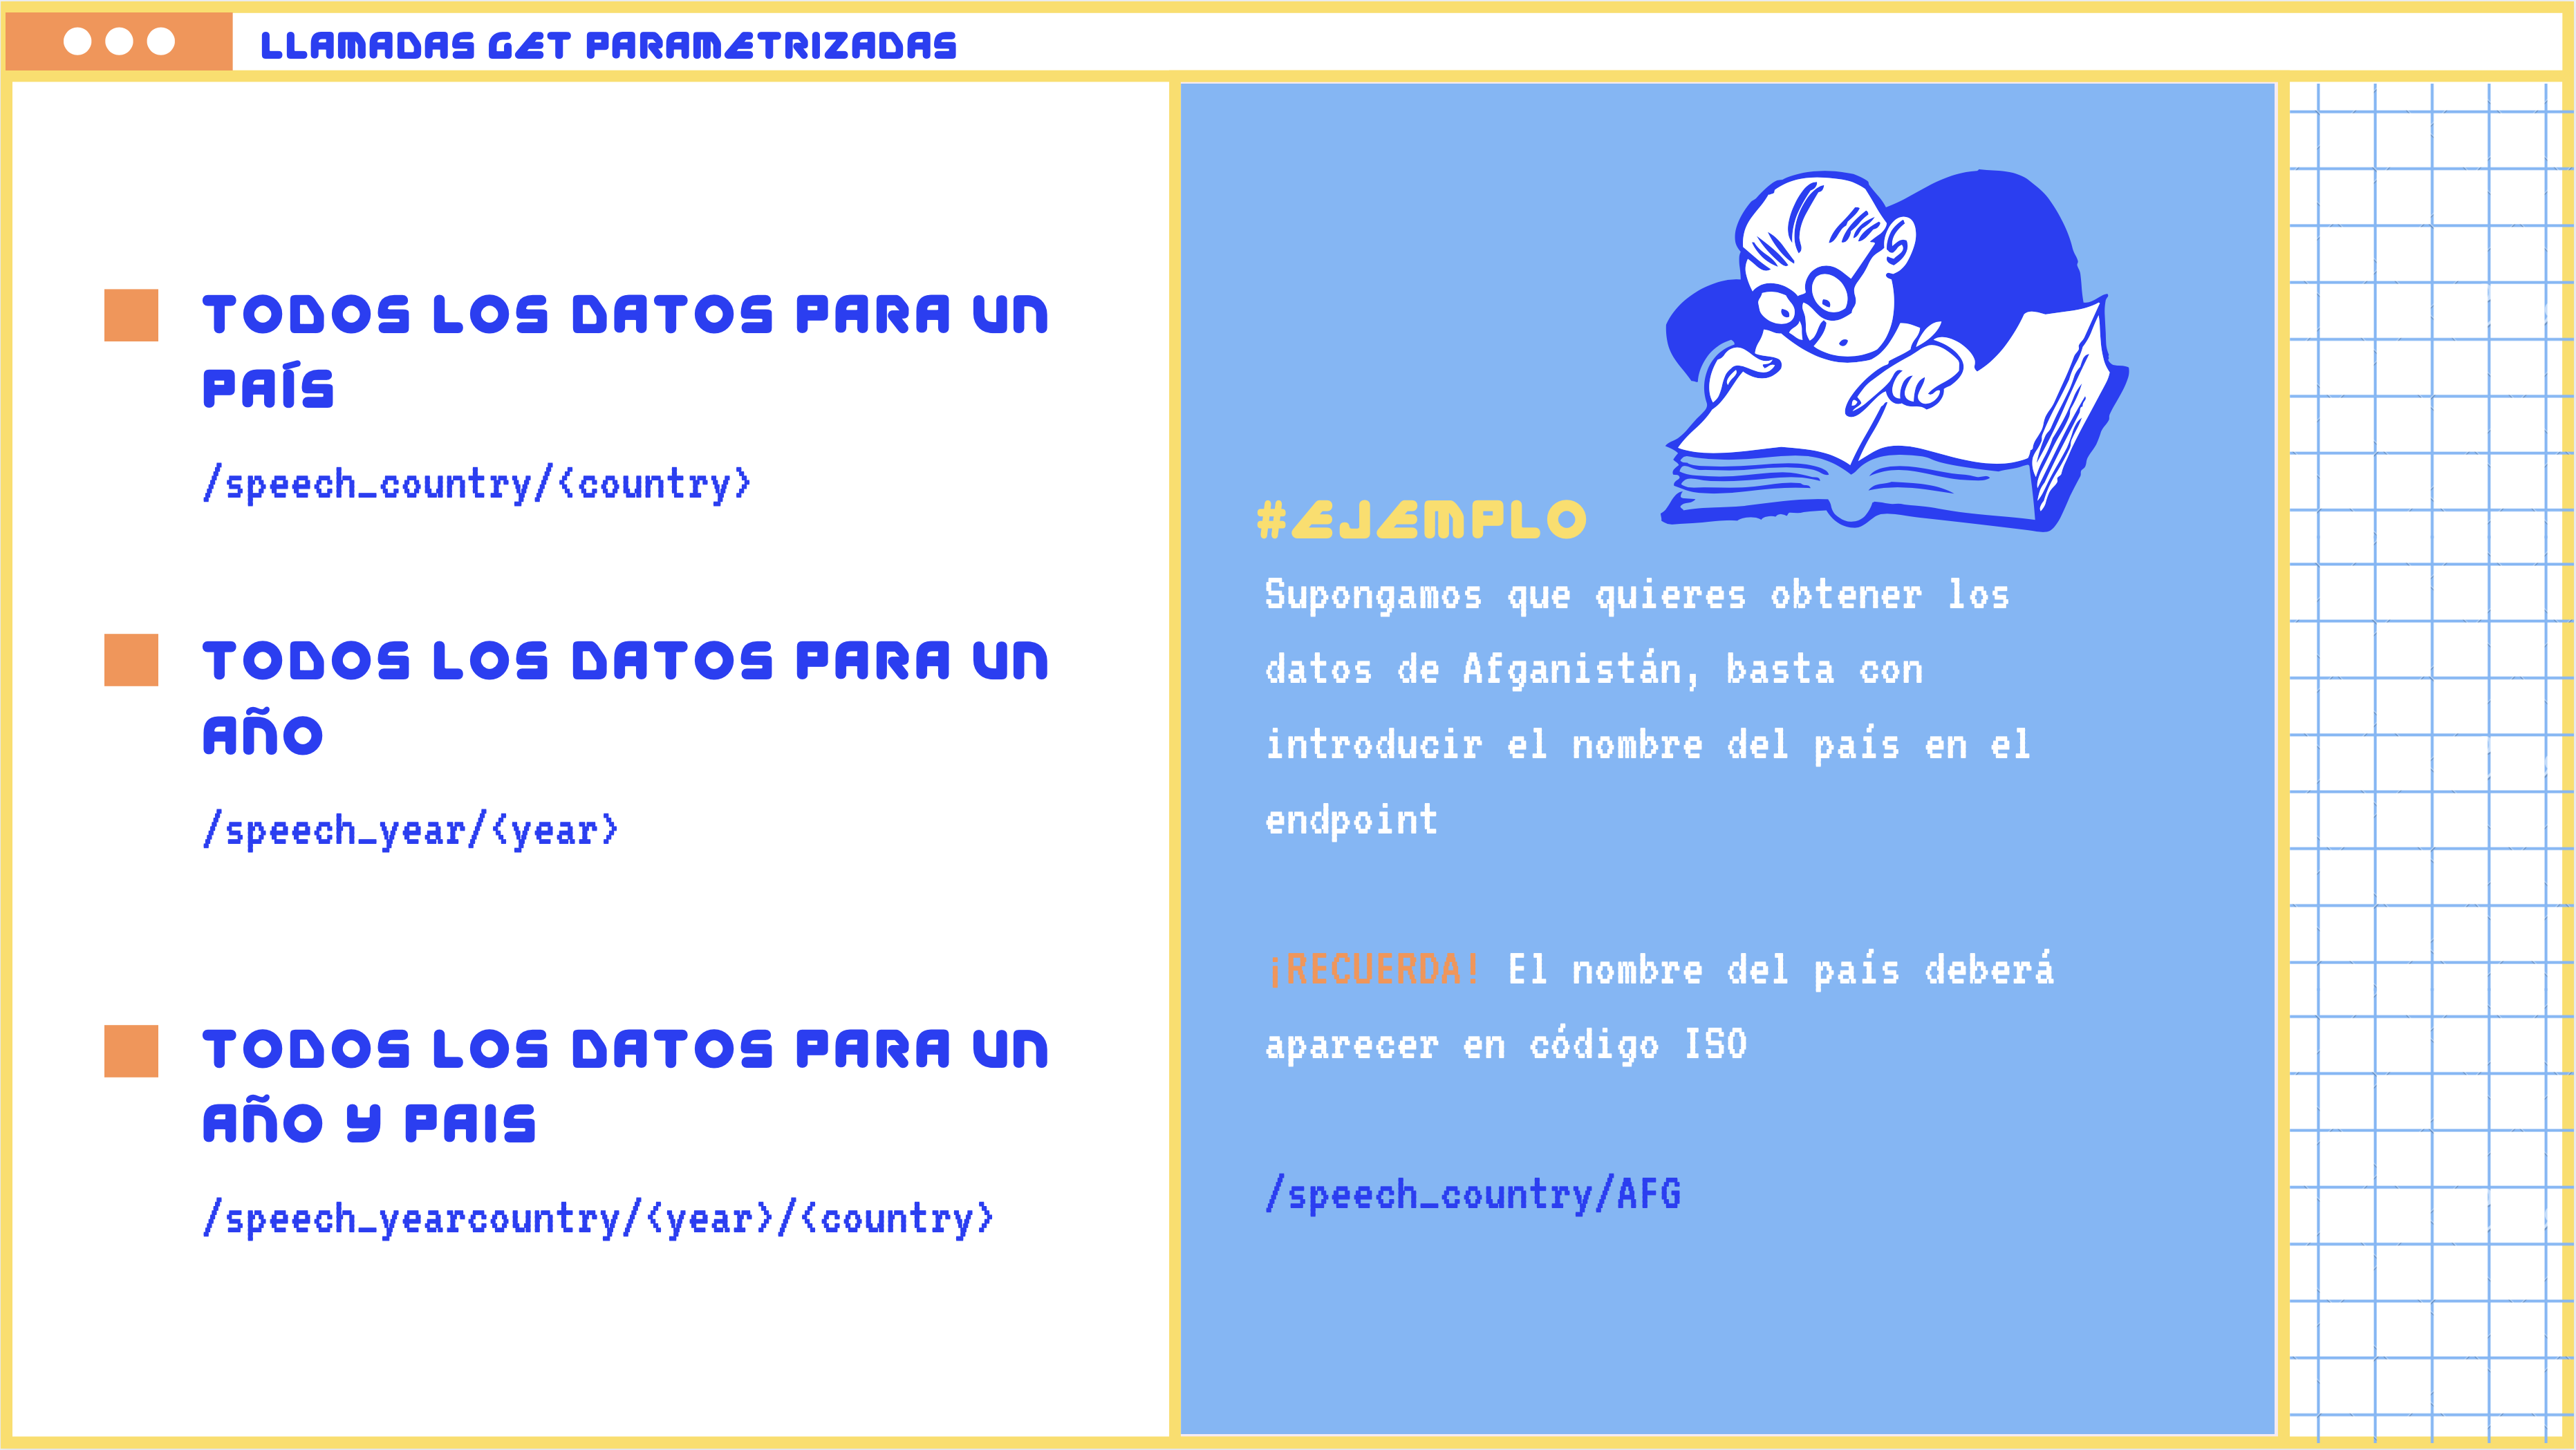 LLAMADAS GET PARAMETRIZADAS
TODOS LOS DATOS PARA UN
PAÍS
/speech_country/<country>
TODOS LOS DATOS PARA UN
AÑO
/speech_year/<year>
TODOS LOS DATOS PARA UN
AÑO Y PAIS
/speech_yearcountry/<year>/<country>
#EJEMPLO
Supongamos que quieres obtener los
datos de Afganistán, basta con
introducir el nombre del país en el
endpoint
¡RECUERDA! El nombre del país deberá
aparecer en código ISO
/speech_country/AFG